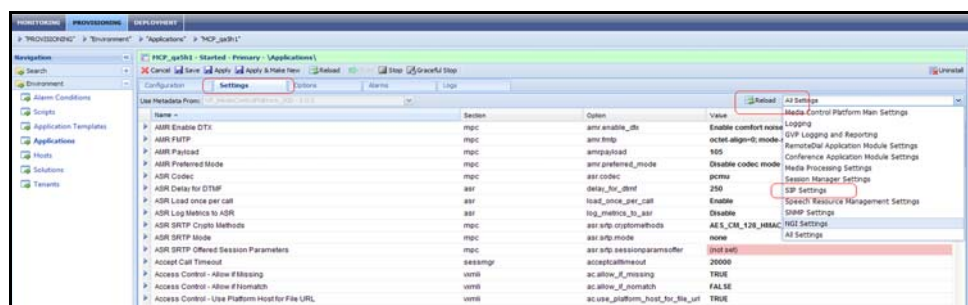 MONITORING PROVISIONING DEPLOYMENT
"PROVISIONING" > "Environment" > "Applications" > "MCP_qa5h1"
Navigation
MCP_qa5h1 - Started - Primary - \Applications\
Search
Cancel Save Apply Apply & Make New Reload Stop Graceful Stop Uninstall
Environment
Configuration Settings Options Alarms Logs
Alarm Conditions
Use Metadata From: Reload All Settings
Scripts
Name Section Option Value
Application Templates
Applications
Hosts
Solutions
Tenants
AMR Enable DTX mpc amr.enable_dtx Enable comfort noise
AMR FMTP mpc amr.fmtp octet-align=0; mode-
AMR Payload mpc amrpayload 105
AMR Preferred Mode mpc amr.preferred_mode Disable codec mode
ASR Codec mpc asr.codec pcmu
ASR Delay for DTMF asr delay_for_dtmf 250
ASR Load once per call asr load_once_per_call Enable
ASR Log Metrics to ASR asr log_metrics_to_asr Disable
ASR SRTP Crypto Methods mpc asr.srtp.cryptomethods AES_CM_128_HMAC
ASR SRTP Mode mpc asr.srtp.mode none
ASR SRTP Offered Session Parameters mpc asr.srtp.sessionparamsoffer (not set)
Accept Call Timeout sessmgr acceptcalltimeout 20000
Access Control - Allow if Missing vxmli ac.allow_if_missing TRUE
Access Control - Allow if Nomatch vxmli ac.allow_if_nomatch FALSE
Access Control - Use Platform Host for File URL vxmli ac.use_platform_host_for_file_url TRUE
Media Control Platform Main Settings
Logging
GVP Logging and Reporting
RemoteDial Application Module Settings
Conference Application Module Settings
Media Processing Settings
Session Manager Settings
SIP Settings
Speech Resource Management Settings
SNMP Settings
NGI Settings
All Settings